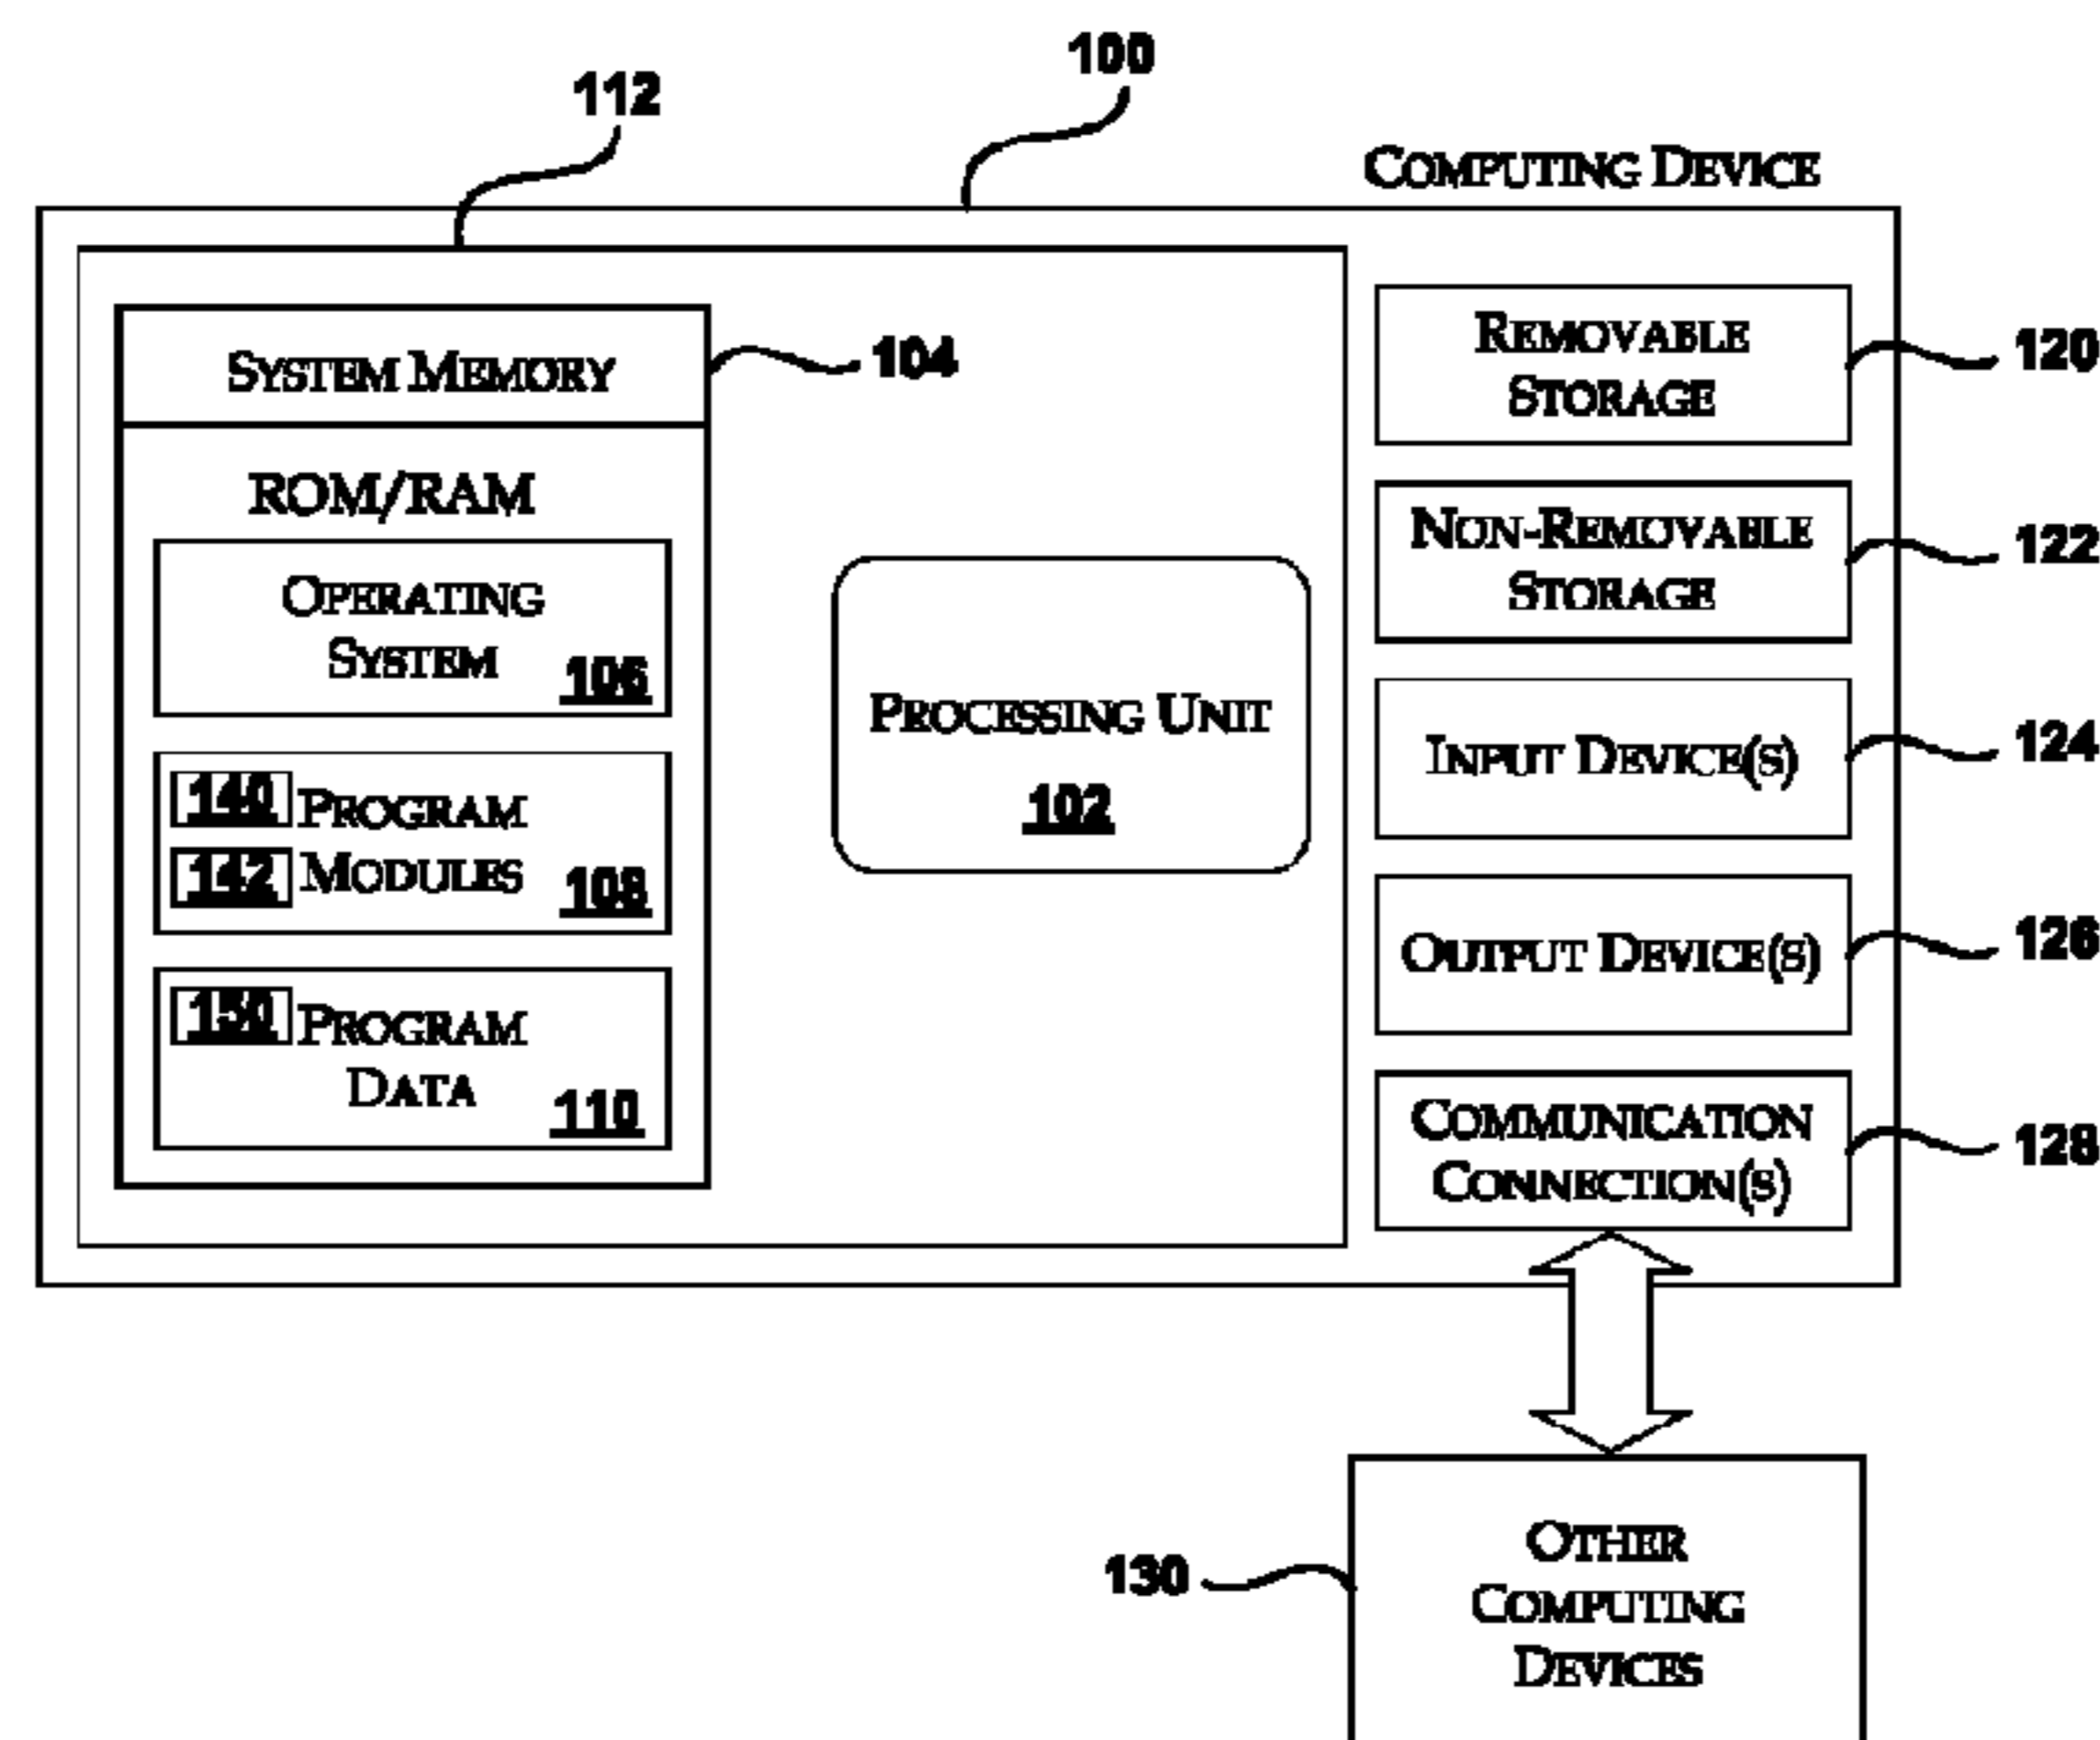 100
112
COMPUTING DEVICE
SYSTEM MEMORY
104
ROM/RAM
OPERATING
SYSTEM
106
140 PROGRAM
142 MODULES
108
150 PROGRAM
DATA
110
PROCESSING UNIT
102
REMOVABLE
STORAGE
120
NON-REMOVABLE
STORAGE
122
INPUT DEVICE(S)
124
OUTPUT DEVICE(S)
126
COMMUNICATION
CONNECTION(S)
128
130
OTHER
COMPUTING
DEVICES